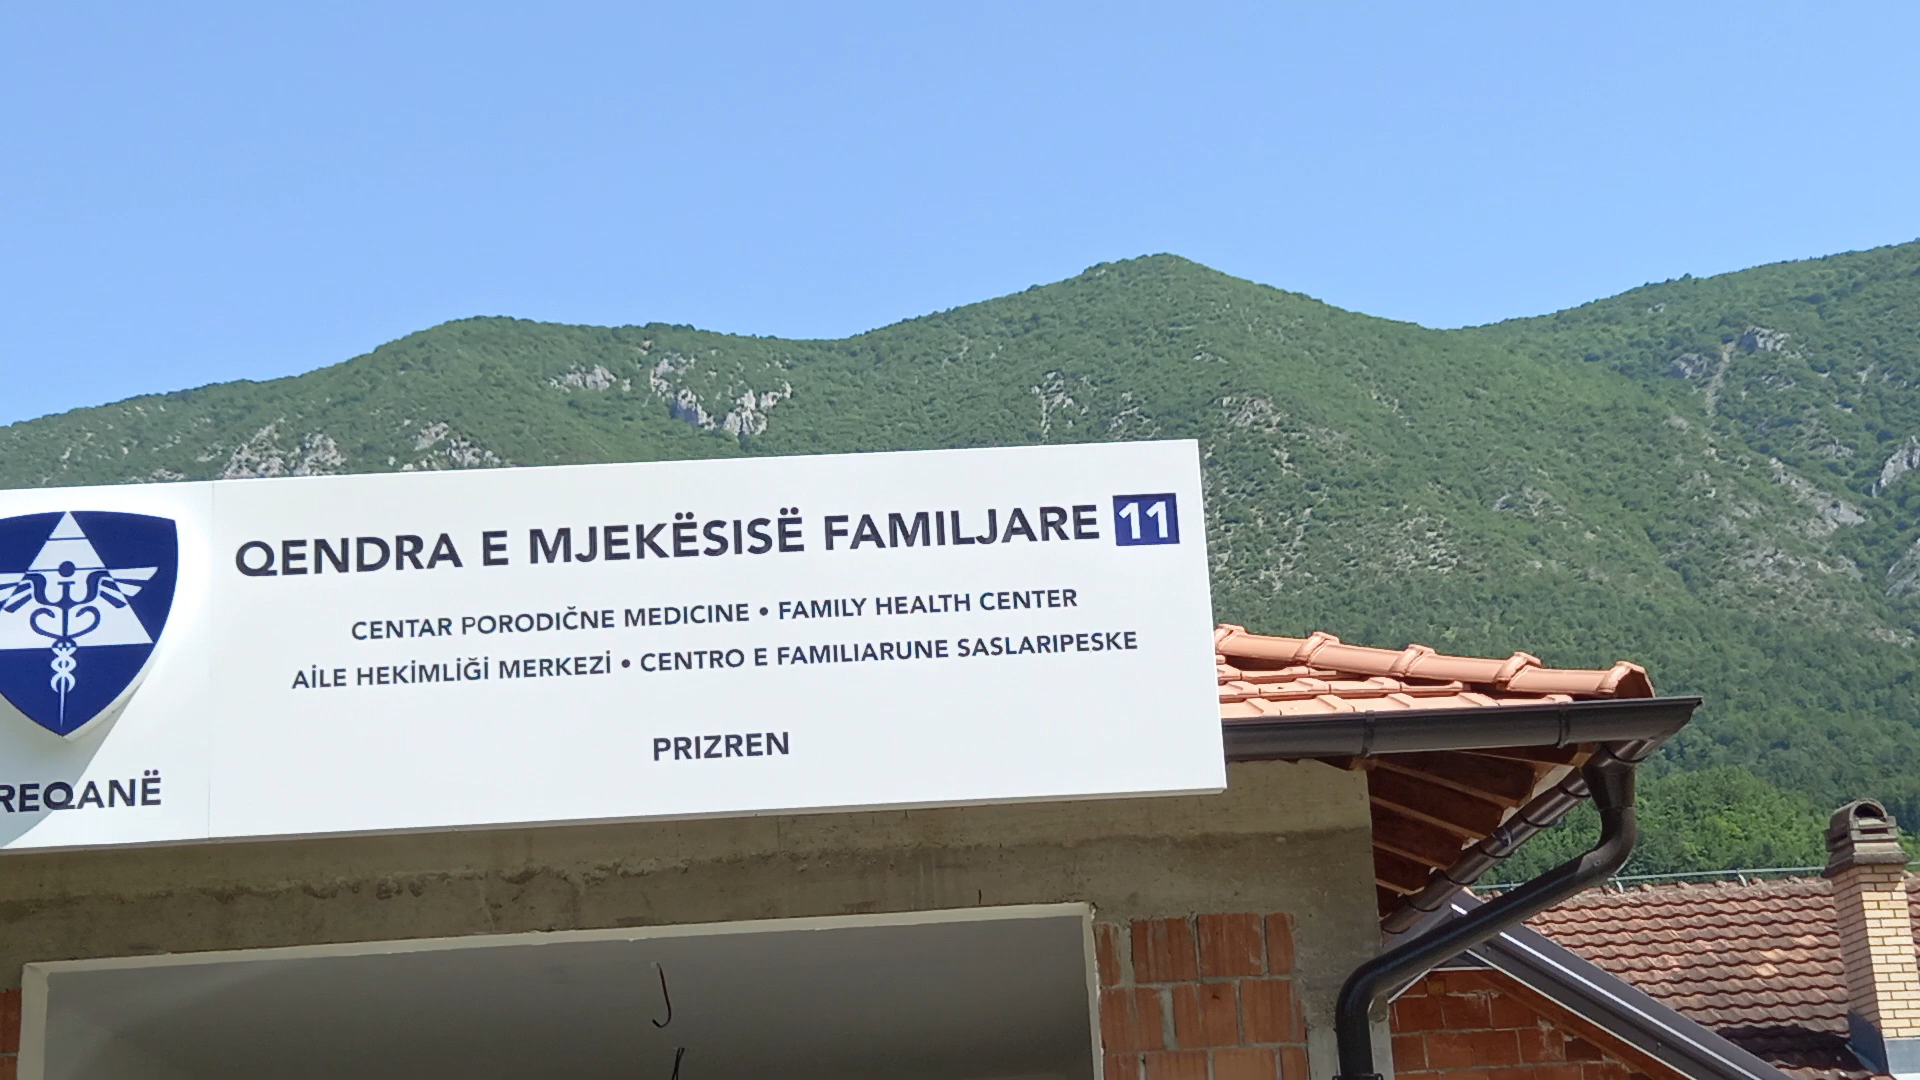 QENDRA E MJEKËSISË FAMILJARE 11
CENTAR PORODIČNE MEDICINE • FAMILY HEALTH CENTER
AİLE HEKİMLİĞİ MERKEZİ • CENTRO E FAMILIARUNE SASLARIPESKE
PRIZREN
REQANË